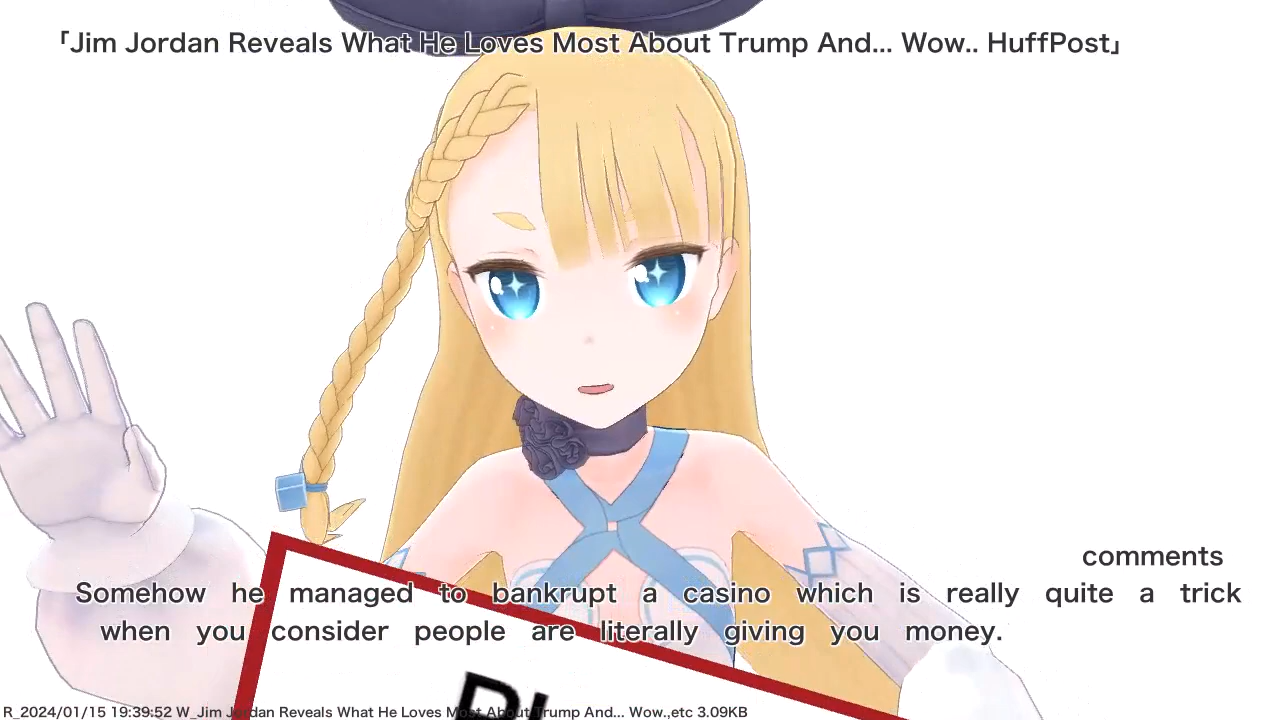 「Jim Jordan Reveals What He Loves Most About Trump And... Wow.. HuffPost」
comments
Somehow he managed to bankrupt a casino which is really quite a trick
when you consider people are literally giving you money.
R_2024/01/15 19:39:52 W_Jim Jordan Reveals What He Loves Most About Trump And... Wow.,etc 3.09KB